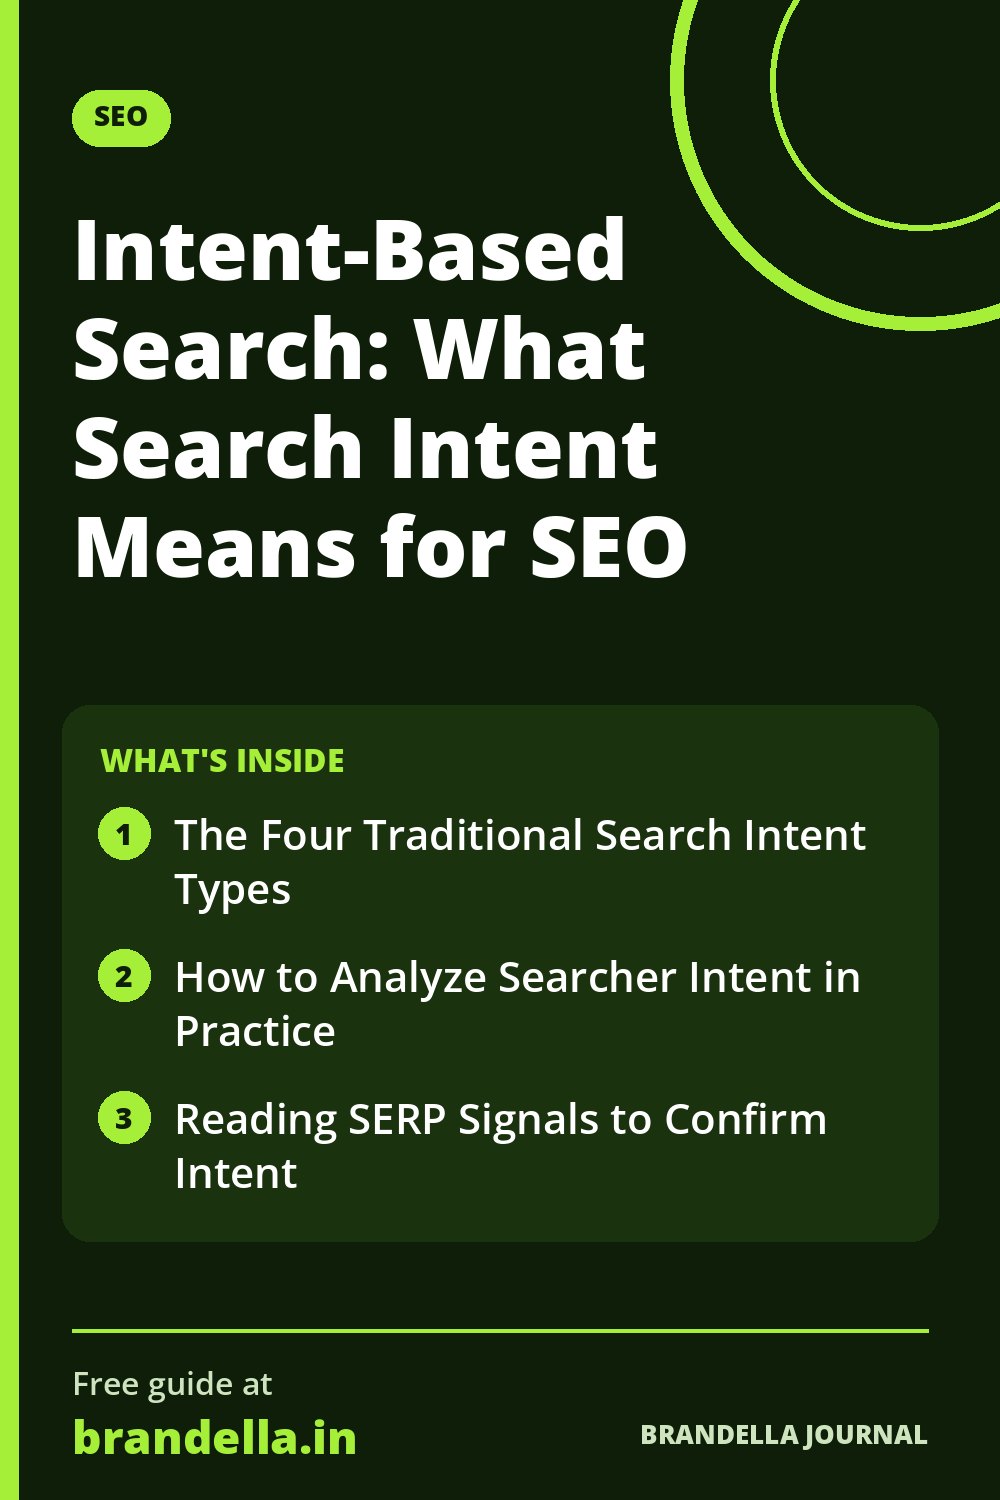 SEO
Intent-Based
Search: What
Search Intent
Means for SEO
WHAT'S INSIDE
1 The Four Traditional Search Intent
Types
2 How to Analyze Searcher Intent in
Practice
3 Reading SERP Signals to Confirm
Intent
Free guide at
brandella.in
BRANDELLA JOURNAL